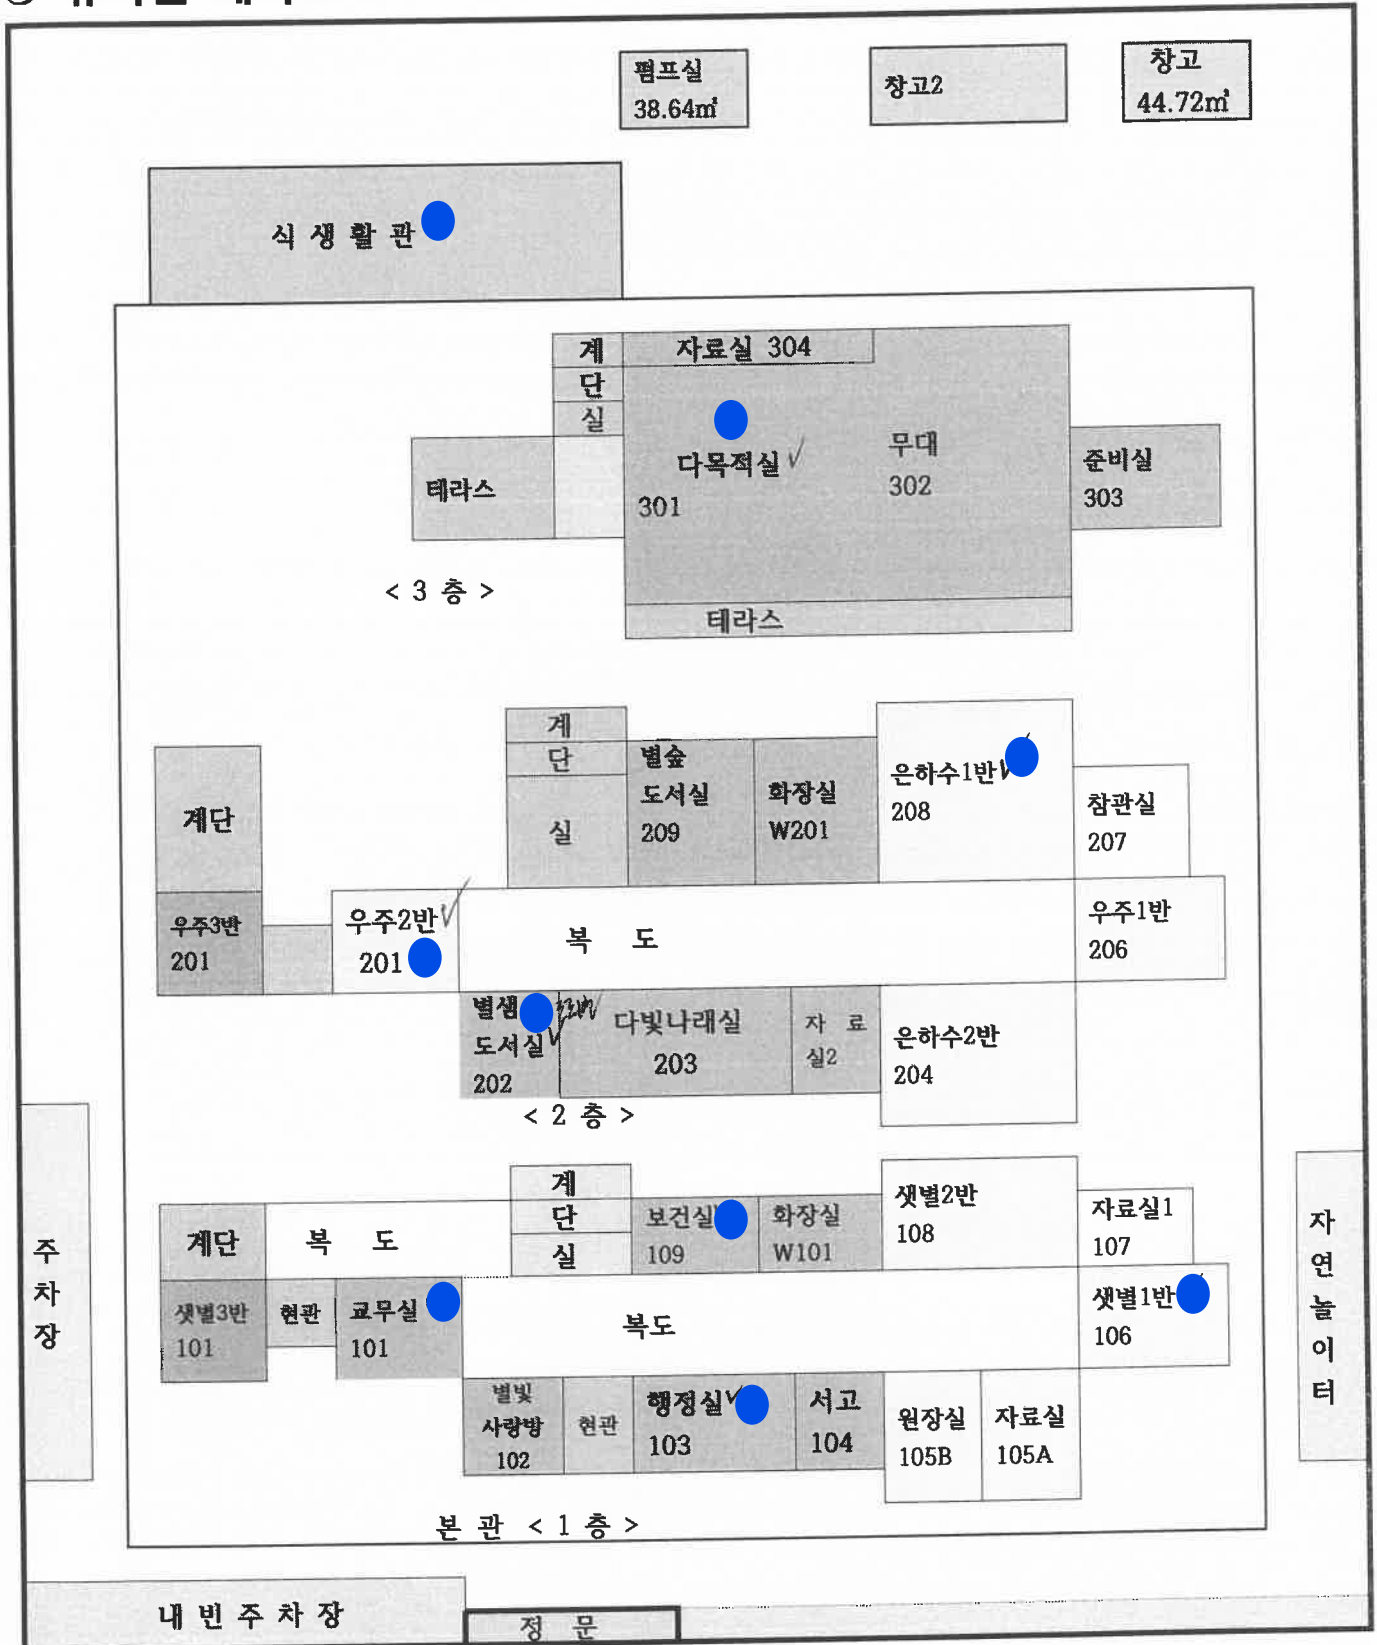 펌프실
38.64㎡
창고2
창고
44.72㎡
식 생 활 관
계
단
실
자료실 304
다목적실
301
무대
302
준비실
303
테라스
테라스
< 3 층 >
계
단
실
별숲
도서실
209
화장실
W201
은하수1반
208
참관실
207
계단
우주3반
201
우주2반
201
복 도
우주1반
206
별샘
도서실
202
다빛나래실
203
자 료
실2
은하수2반
204
< 2 층 >
계
단
실
보건실
109
화장실
W101
샛별2반
108
자료실1
107
계단
복 도
샛별3반
101
현관
교무실
101
복도
샛별1반
106
별빛
사랑방
102
현관
행정실
103
서고
104
원장실
105B
자료실
105A
본 관 < 1 층 >
주
차
장
자
연
놀
이
터
내 빈 주 차 장
정 문